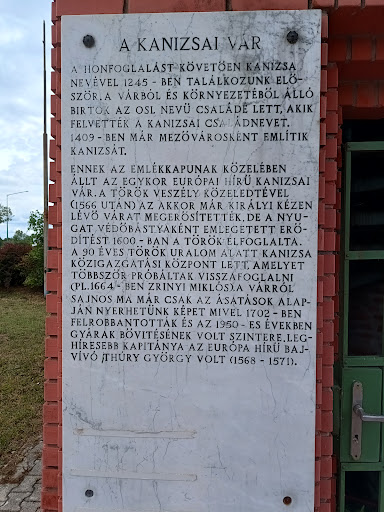 A KANIZSAI VÁR
A HONFOGLALÁST KÖVETŐEN KANIZSA
NEVÉVEL 1245-BEN TALÁLKOZUNK ELŐ-
SZÖR. A VÁRBÓL ÉS KÖRNYEZETÉBŐL ÁLLÓ
BIRTOK AZ OSL NEVŰ CSALÁDÉ LETT, AKIK
FELVETTÉK A KANIZSAI CSALÁDNEVET.
1409-BEN MÁR MEZŐVÁROSKÉNT EMLÍTIK
KANIZSÁT.
ENNEK AZ EMLÉKKAPUNAK KÖZELÉBEN
ÁLLT AZ EGYKOR EURÓPAI HÍRŰ KANIZSAI
VÁR. A TÖRÖK VESZÉLY KÖZELEDTÉVEL
(1566 UTÁN) AZ AKKOR MÁR KIRÁLYI KÉZEN
LÉVŐ VÁRAT MEGERŐSÍTETTÉK, DE A NYU-
GAT VÉDŐBÁSTYAKÉNT EMLEGETETT ERŐ-
DÍTÉST 1600-BAN A TÖRÖK ELFOGLALTA.
A 90 ÉVES TÖRÖK URALOM ALATT KANIZSA
KÖZIGAZGATÁSI KÖZPONT LETT, AMELYET
TÖBBSZÖR PRÓBÁLTAK VISSZAFOGLALNI
(PL. 1664-BEN ZRINYI MIKLÓS). A VÁRRÓL
SAJNOS MA MÁR CSAK AZ ÁSATÁSOK ALAP-
JÁN NYERHETÜNK KÉPET MIVEL 1702-BEN
FELROBBANTOTTÁK ÉS AZ 1950-ES ÉVEKBEN
GYÁRAK BŐVITÉSÉNEK VOLT SZINTERE. LEG-
HÍRESEBB KAPITÁNYA AZ EURÓPA HÍRŰ BAJ-
VÍVÓ THÚRY GYÖRGY VOLT (1568-1571).